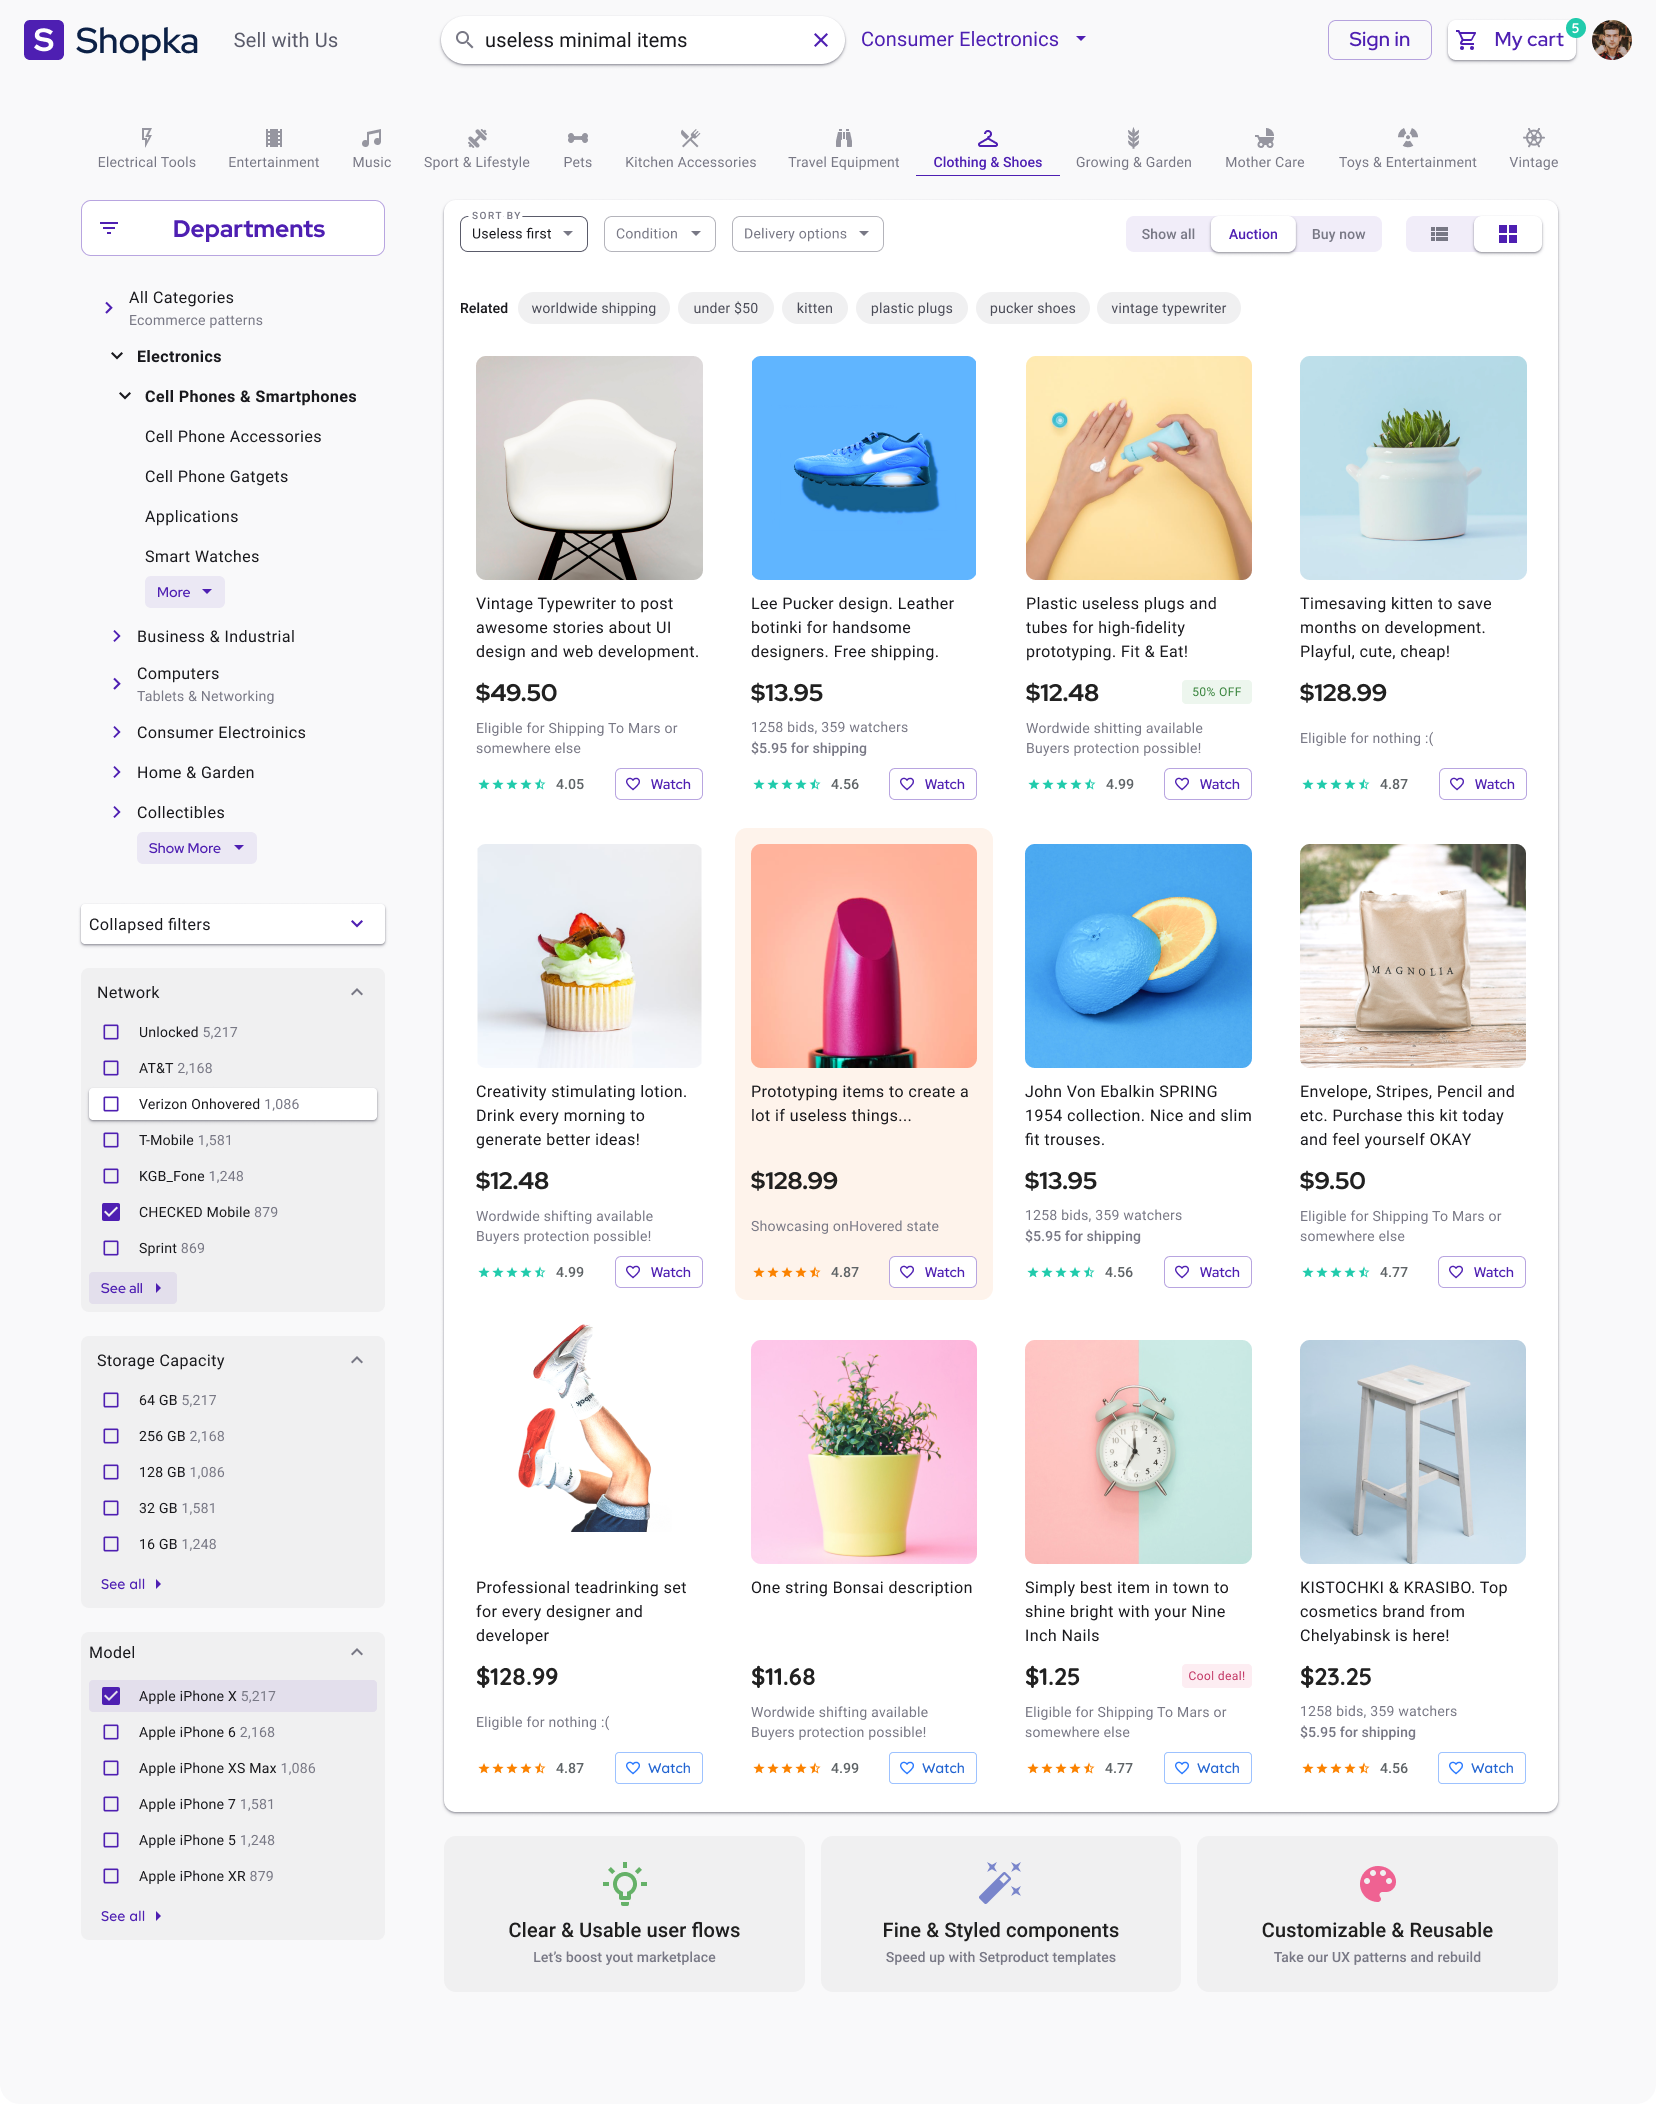 S Shopka
Sell with Us
useless minimal items
Consumer Electronics
Sign in
My cart
5
Electrical Tools
Entertainment
Music
Sport & Lifestyle
Pets
Kitchen Accessories
Travel Equipment
Clothing & Shoes
Growing & Garden
Mother Care
Toys & Entertainment
Vintage
Departments
All Categories
Ecommerce patterns
Electronics
Cell Phones & Smartphones
Cell Phone Accessories
Cell Phone Gatgets
Applications
Smart Watches
More
Business & Industrial
Computers
Tablets & Networking
Consumer Electroinics
Home & Garden
Collectibles
Show More
Collapsed filters
Network
Unlocked 5,217
AT&T 2,168
Verizon Onhovered 1,086
T-Mobile 1,581
KGB_Fone 1,248
CHECKED Mobile 879
Sprint 869
See all
Storage Capacity
64 GB 5,217
256 GB 2,168
128 GB 1,086
32 GB 1,581
16 GB 1,248
See all
Model
Apple iPhone X 5,217
Apple iPhone 6 2,168
Apple iPhone XS Max 1,086
Apple iPhone 7 1,581
Apple iPhone 5 1,248
Apple iPhone XR 879
See all
SORT BY
Useless first
Condition
Delivery options
Show all
Auction
Buy now
Related
worldwide shipping
under $50
kitten
plastic plugs
pucker shoes
vintage typewriter
Vintage Typewriter to post
awesome stories about UI
design and web development.
$49.50
Eligible for Shipping To Mars or
somewhere else
4.05
Watch
Lee Pucker design. Leather
botinki for handsome
designers. Free shipping.
$13.95
1258 bids, 359 watchers
$5.95 for shipping
4.56
Watch
Plastic useless plugs and
tubes for high-fidelity
prototyping. Fit & Eat!
$12.48
50% OFF
Wordwide shitting available
Buyers protection possible!
4.99
Watch
Timesaving kitten to save
months on development.
Playful, cute, cheap!
$128.99
Eligible for nothing :(
4.87
Watch
Creativity stimulating lotion.
Drink every morning to
generate better ideas!
$12.48
Wordwide shifting available
Buyers protection possible!
4.99
Watch
Prototyping items to create a
lot if useless things...
$128.99
Showcasing onHovered state
4.87
Watch
John Von Ebalkin SPRING
1954 collection. Nice and slim
fit trouses.
$13.95
1258 bids, 359 watchers
$5.95 for shipping
4.56
Watch
MAGNOLIA
Envelope, Stripes, Pencil and
etc. Purchase this kit today
and feel yourself OKAY
$9.50
Eligible for Shipping To Mars or
somewhere else
4.77
Watch
Professional teadrinking set
for every designer and
developer
$128.99
Eligible for nothing :(
4.87
Watch
One string Bonsai description
$11.68
Wordwide shifting available
Buyers protection possible!
4.99
Watch
12 1 2 3 4 5 6 7 8 9 10 11
Simply best item in town to
shine bright with your Nine
Inch Nails
$1.25
Cool deal!
Eligible for Shipping To Mars or
somewhere else
4.77
Watch
KISTOCHKI & KRASIBO. Top
cosmetics brand from
Chelyabinsk is here!
$23.25
1258 bids, 359 watchers
$5.95 for shipping
4.56
Watch
Clear & Usable user flows
Let's boost yout marketplace
Fine & Styled components
Speed up with Setproduct templates
Customizable & Reusable
Take our UX patterns and rebuild